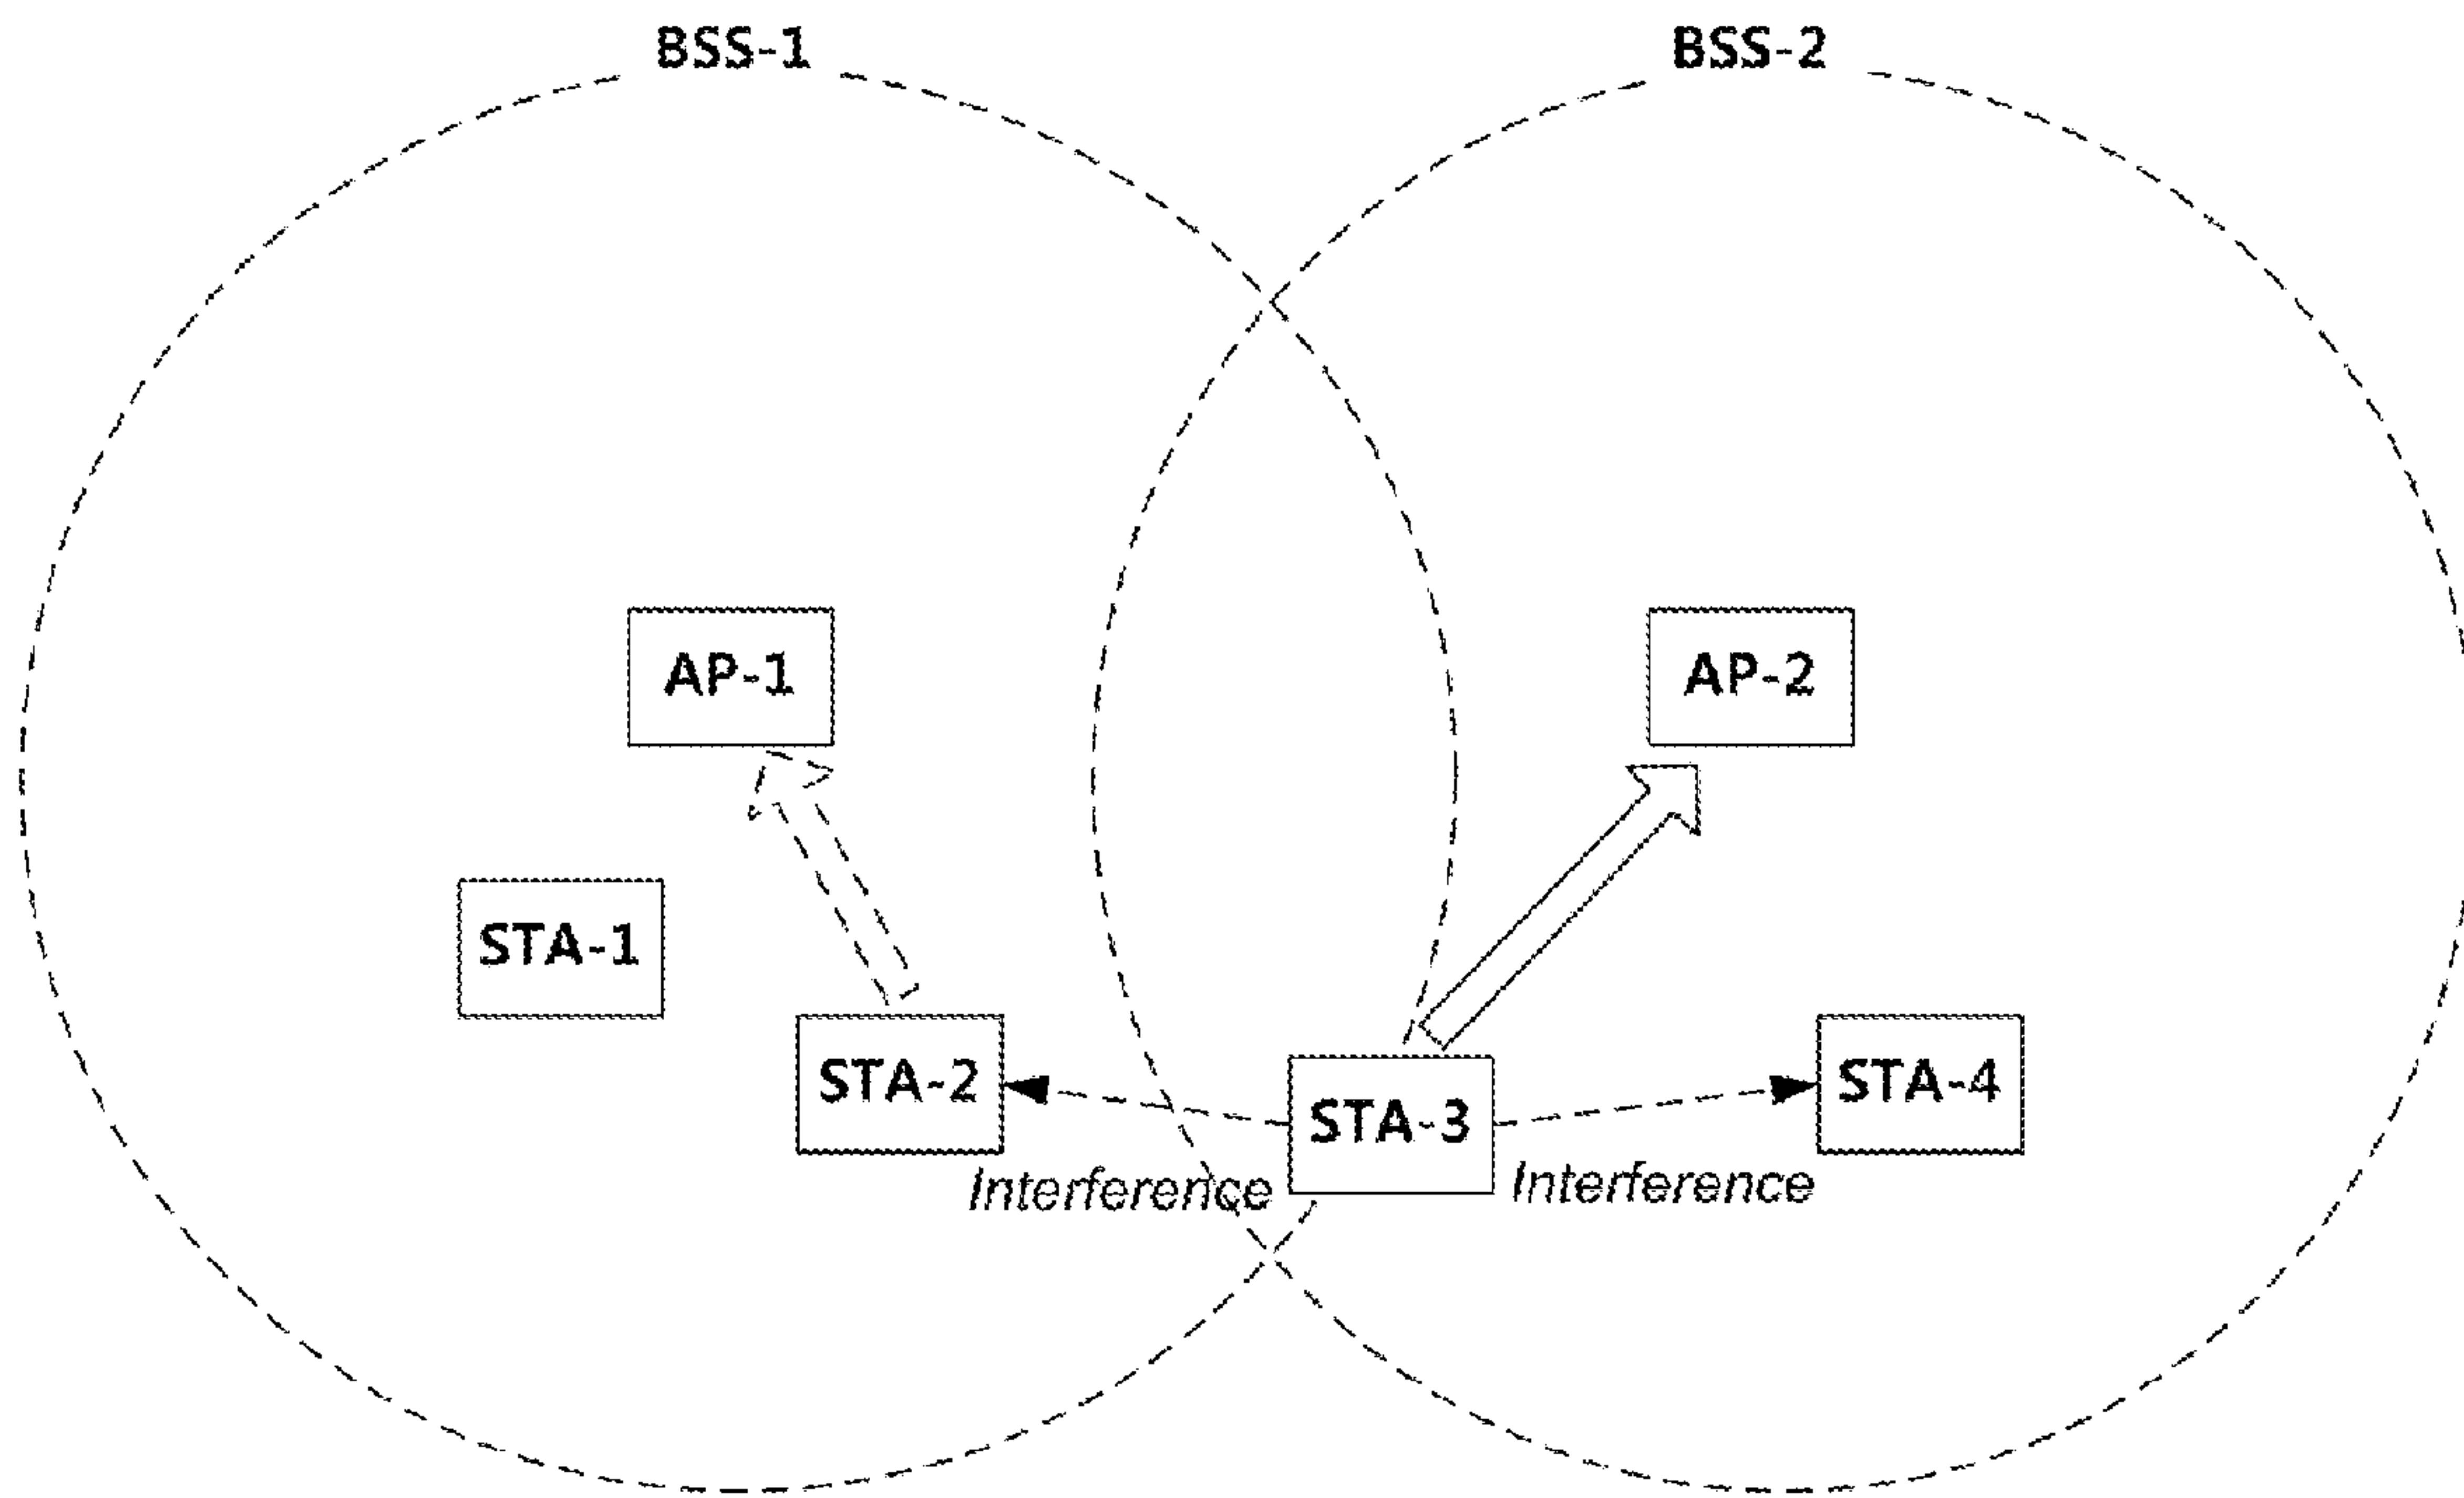 BSS-1
BSS-2
AP-1
AP-2
STA-1
STA-2
STA-3
STA-4
Interference
Interference